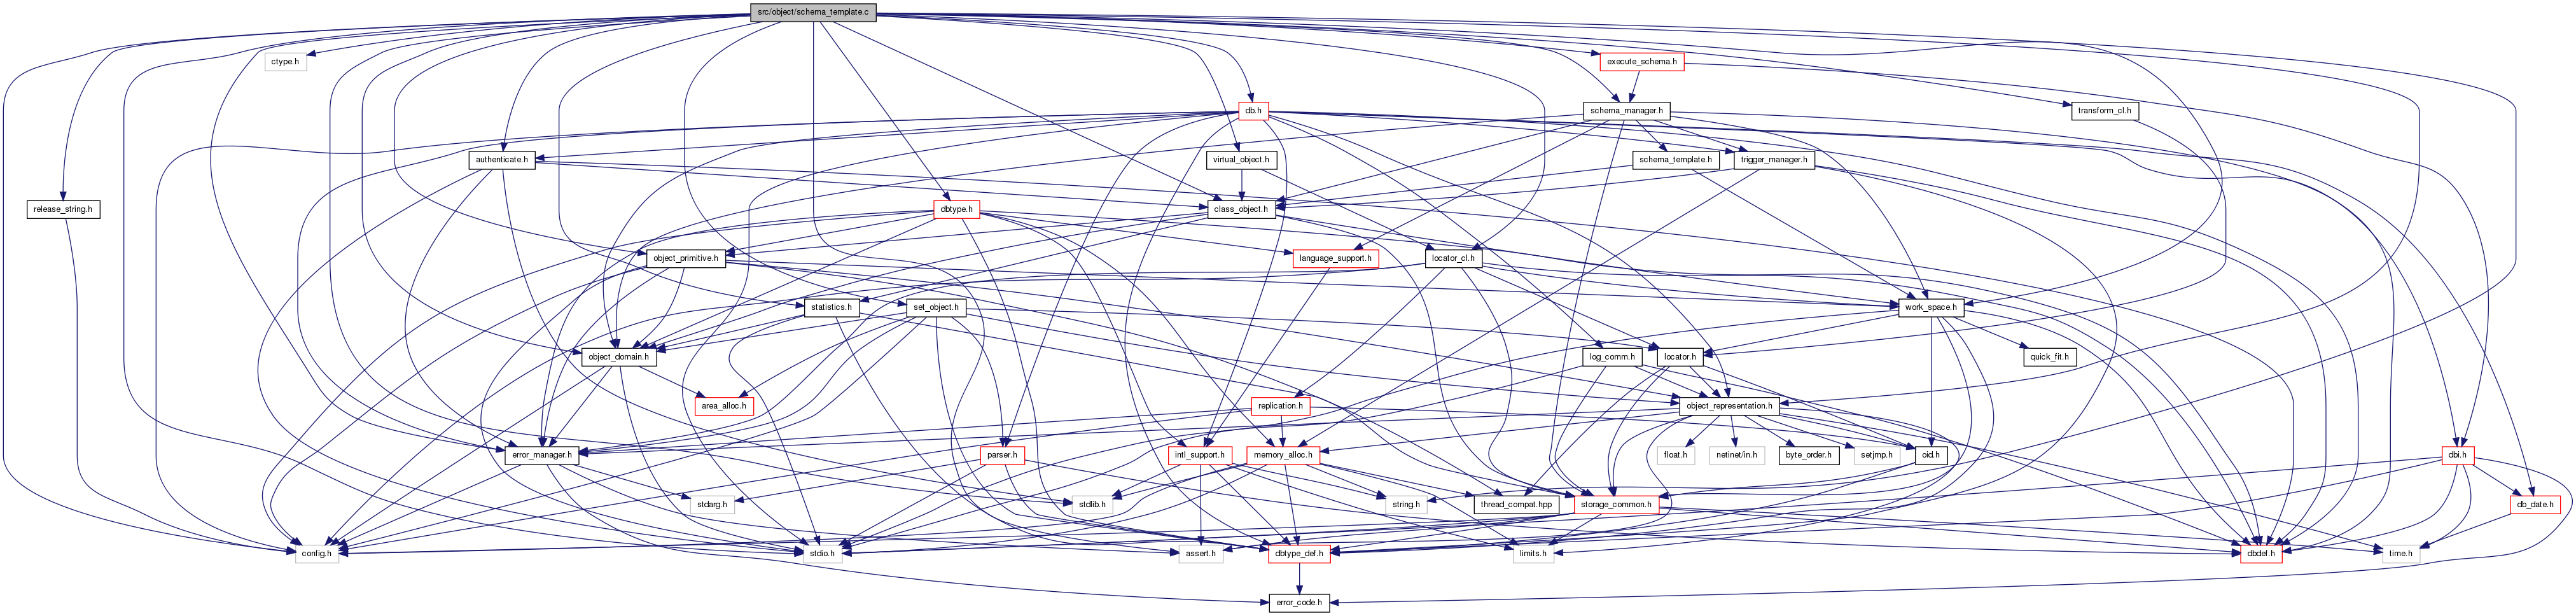 src/object/schema_template.c
ctype.h
execute_schema.h
db.h
schema_manager.h
transform_cl.h
authenticate.h
virtual_object.h
schema_template.h
trigger_manager.h
release_string.h
dbtype.h
class_object.h
object_primitive.h
language_support.h
locator_cl.h
statistics.h
set_object.h
work_space.h
object_domain.h
log_comm.h
locator.h
quick_fit.h
area_alloc.h
replication.h
object_representation.h
error_manager.h
parser.h
intl_support.h
memory_alloc.h
float.h
netinet/in.h
byte_order.h
setjmp.h
oid.h
dbi.h
stdarg.h
stdlib.h
string.h
thread_compat.hpp
storage_common.h
db_date.h
config.h
stdio.h
assert.h
dbtype_def.h
limits.h
dbdef.h
time.h
error_code.h